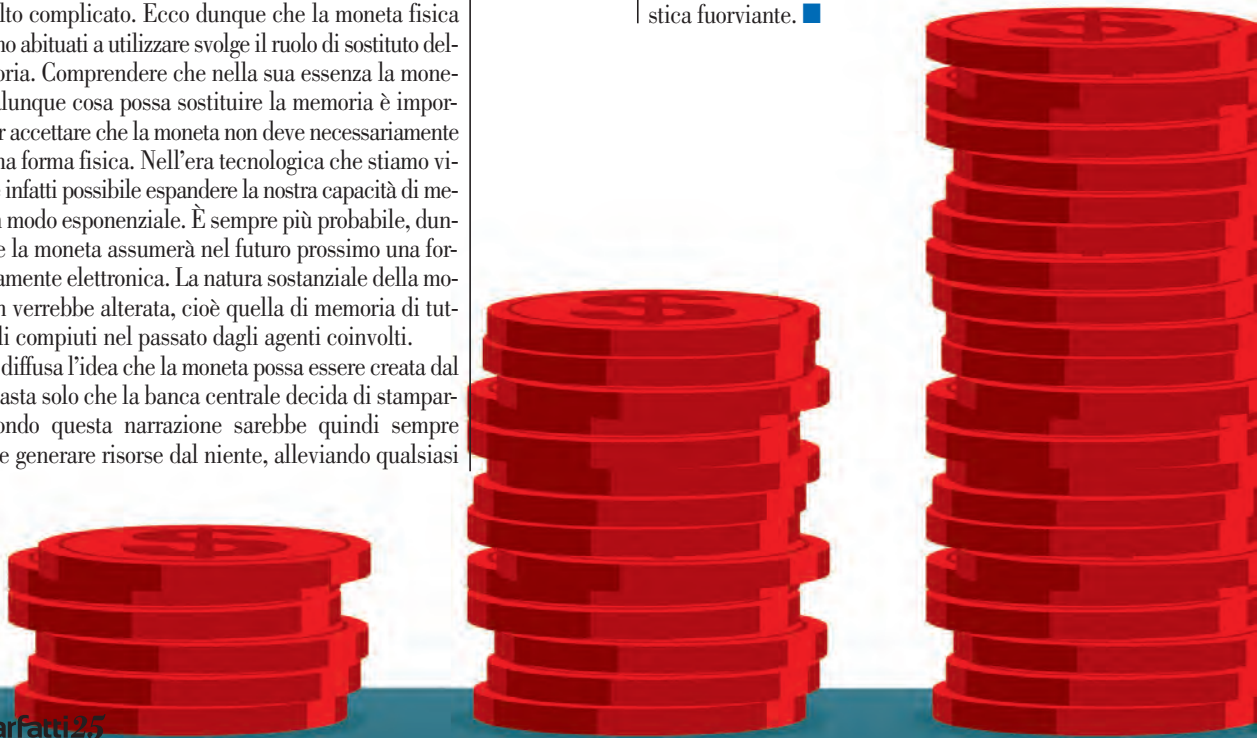 lto complicato. Ecco dunque che la moneta fisica
no abituati a utilizzare svolge il ruolo di sostituto del-
oria. Comprendere che nella sua essenza la mone-
alunque cosa possa sostituire la memoria è impor-
r accettare che la moneta non deve necessariamente
na forma fisica. Nell’era tecnologica che stiamo vi-
è infatti possibile espandere la nostra capacità di me-
n modo esponenziale. È sempre più probabile, dun-
e la moneta assumerà nel futuro prossimo una for-
amente elettronica. La natura sostanziale della mo-
n verrebbe alterata, cioè quella di memoria di tut-
li compiuti nel passato dagli agenti coinvolti.
diffusa l’idea che la moneta possa essere creata dal
asta solo che la banca centrale decida di stampar-
ondo questa narrazione sarebbe quindi sempre
e generare risorse dal niente, alleviando qualsiasi
stica fuorviante.
$
$
$
arfatti25